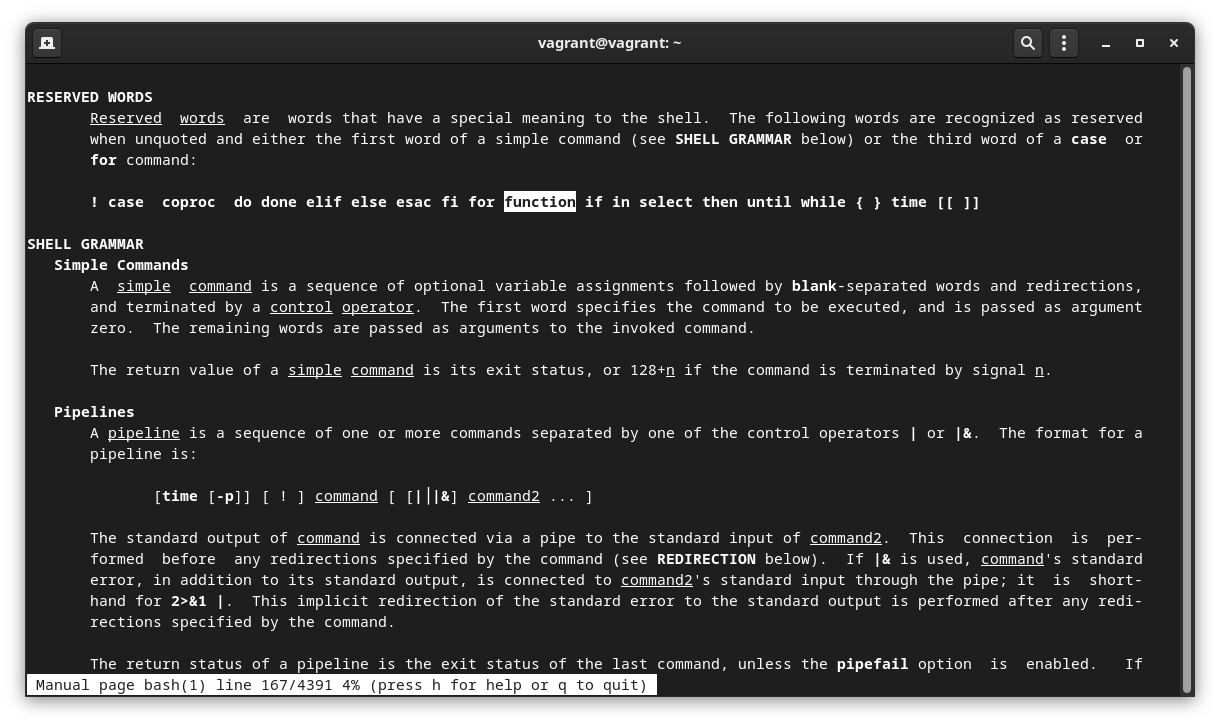 vagrant@vagrant: ~
RESERVED WORDS
Reserved  words  are  words that have a special meaning to the shell.  The following words are recognized as reserved
when unquoted and either the first word of a simple command (see SHELL GRAMMAR below) or the third word of a case  or
for command:
! case  coproc  do done elif else esac fi for function if in select then until while { } time [[ ]]
SHELL GRAMMAR
Simple Commands
A  simple  command is a sequence of optional variable assignments followed by blank-separated words and redirections,
and terminated by a control operator.  The first word specifies the command to be executed, and is passed as argument
zero.  The remaining words are passed as arguments to the invoked command.
The return value of a simple command is its exit status, or 128+n if the command is terminated by signal n.
Pipelines
A pipeline is a sequence of one or more commands separated by one of the control operators | or |&.  The format for a
pipeline is:
[time [-p]] [ ! ] command [ [|│|&] command2 ... ]
The standard output of command is connected via a pipe to the standard input of command2.  This  connection  is  per-
formed  before  any redirections specified by the command (see REDIRECTION below).  If |& is used, command's standard
error, in addition to its standard output, is connected to command2's standard input through the pipe; it  is  short-
hand for 2>&1 |.  This implicit redirection of the standard error to the standard output is performed after any redi-
rections specified by the command.
The return status of a pipeline is the exit status of the last command, unless the pipefail option  is  enabled.   If
Manual page bash(1) line 167/4391 4% (press h for help or q to quit)